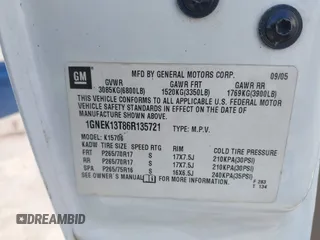 GM
MFD BY GENERAL MOTORS CORP. 09/05
GVWR GAWR FRT GAWR RR
3085KG(6800LB) 1520KG(3350LB) 1769KG(3900LB)
THIS VEHICLE CONFORMS TO ALL APPLICABLE U.S. FEDERAL MOTOR
VEHICLE SAFETY STANDARDS IN EFFECT ON THE DATE OF
MANUFACTURE SHOWN ABOVE.
1GNEK13T86R135721 TYPE: M.P.V.
MODEL: K15706
KADW TIRE SIZE SPEED RTG RIM COLD TIRE PRESSURE
FRT P265/70R17 S 17X7.5J 210KPA(30PSI)
RR P265/70R17 S 17X7.5J 210KPA(30PSI)
SPA P265/75R16 S 16X6.5J 240KPA(35PSI)
SEE OWNER'S MANUAL FOR ADDITIONAL INFORMATION